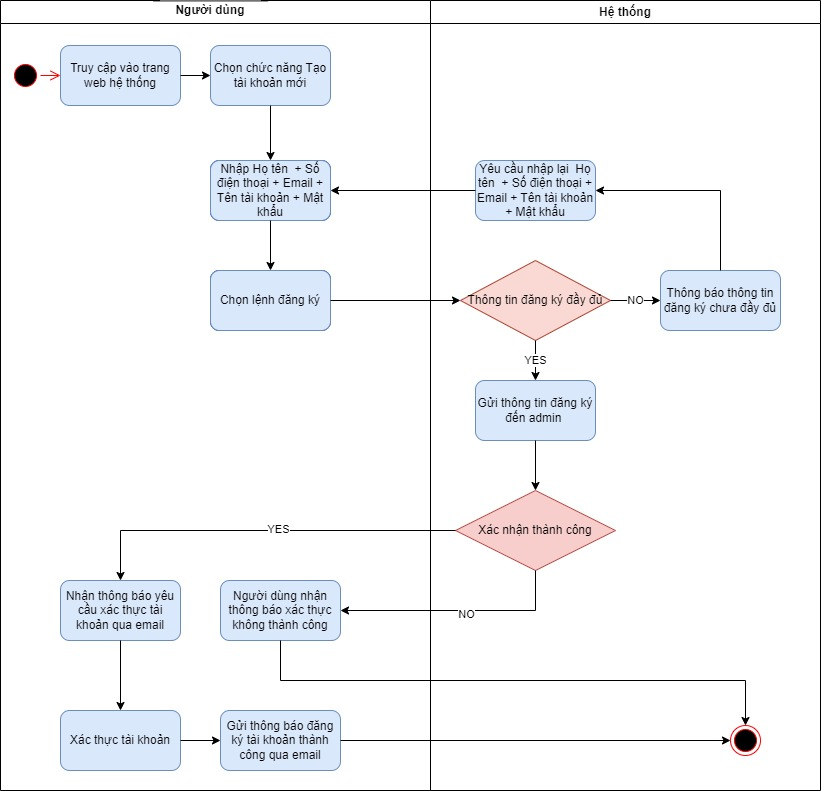 Người dùng
Hệ thống
Truy cập vào trang
web hệ thống
Chọn chức năng Tạo
tài khoản mới
Nhập Họ tên + Số
điện thoại + Email +
Tên tài khoản + Mật
khẩu
Yêu cầu nhập lại Họ
tên + Số điện thoại +
Email + Tên tài khoản
+ Mật khẩu
Chọn lệnh đăng ký
Thông tin đăng ký đầy đủ
NO
Thông báo thông tin
đăng ký chưa đầy đủ
YES
Gửi thông tin đăng ký
đến admin
Xác nhận thành công
YES
NO
Nhận thông báo yêu
cầu xác thực tài
khoản qua email
Người dùng nhận
thông báo xác thực
không thành công
Xác thực tài khoản
Gửi thông báo đăng
ký tài khoản thành
công qua email